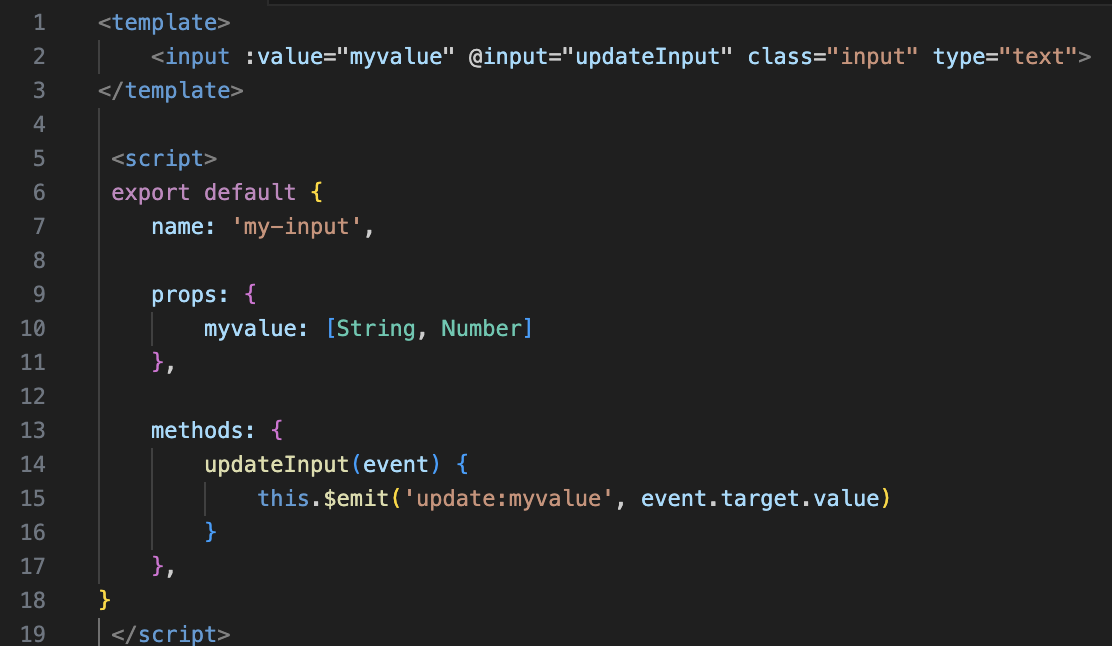 1 <template>
2     <input :value="myvalue" @input="updateInput" class="input" type="text">
3 </template>
4
5  <script>
6  export default {
7     name: 'my-input',
8
9     props: {
10         myvalue: [String, Number]
11     },
12
13     methods: {
14         updateInput(event) {
15             this.$emit('update:myvalue', event.target.value)
16         }
17     },
18 }
19  </script>